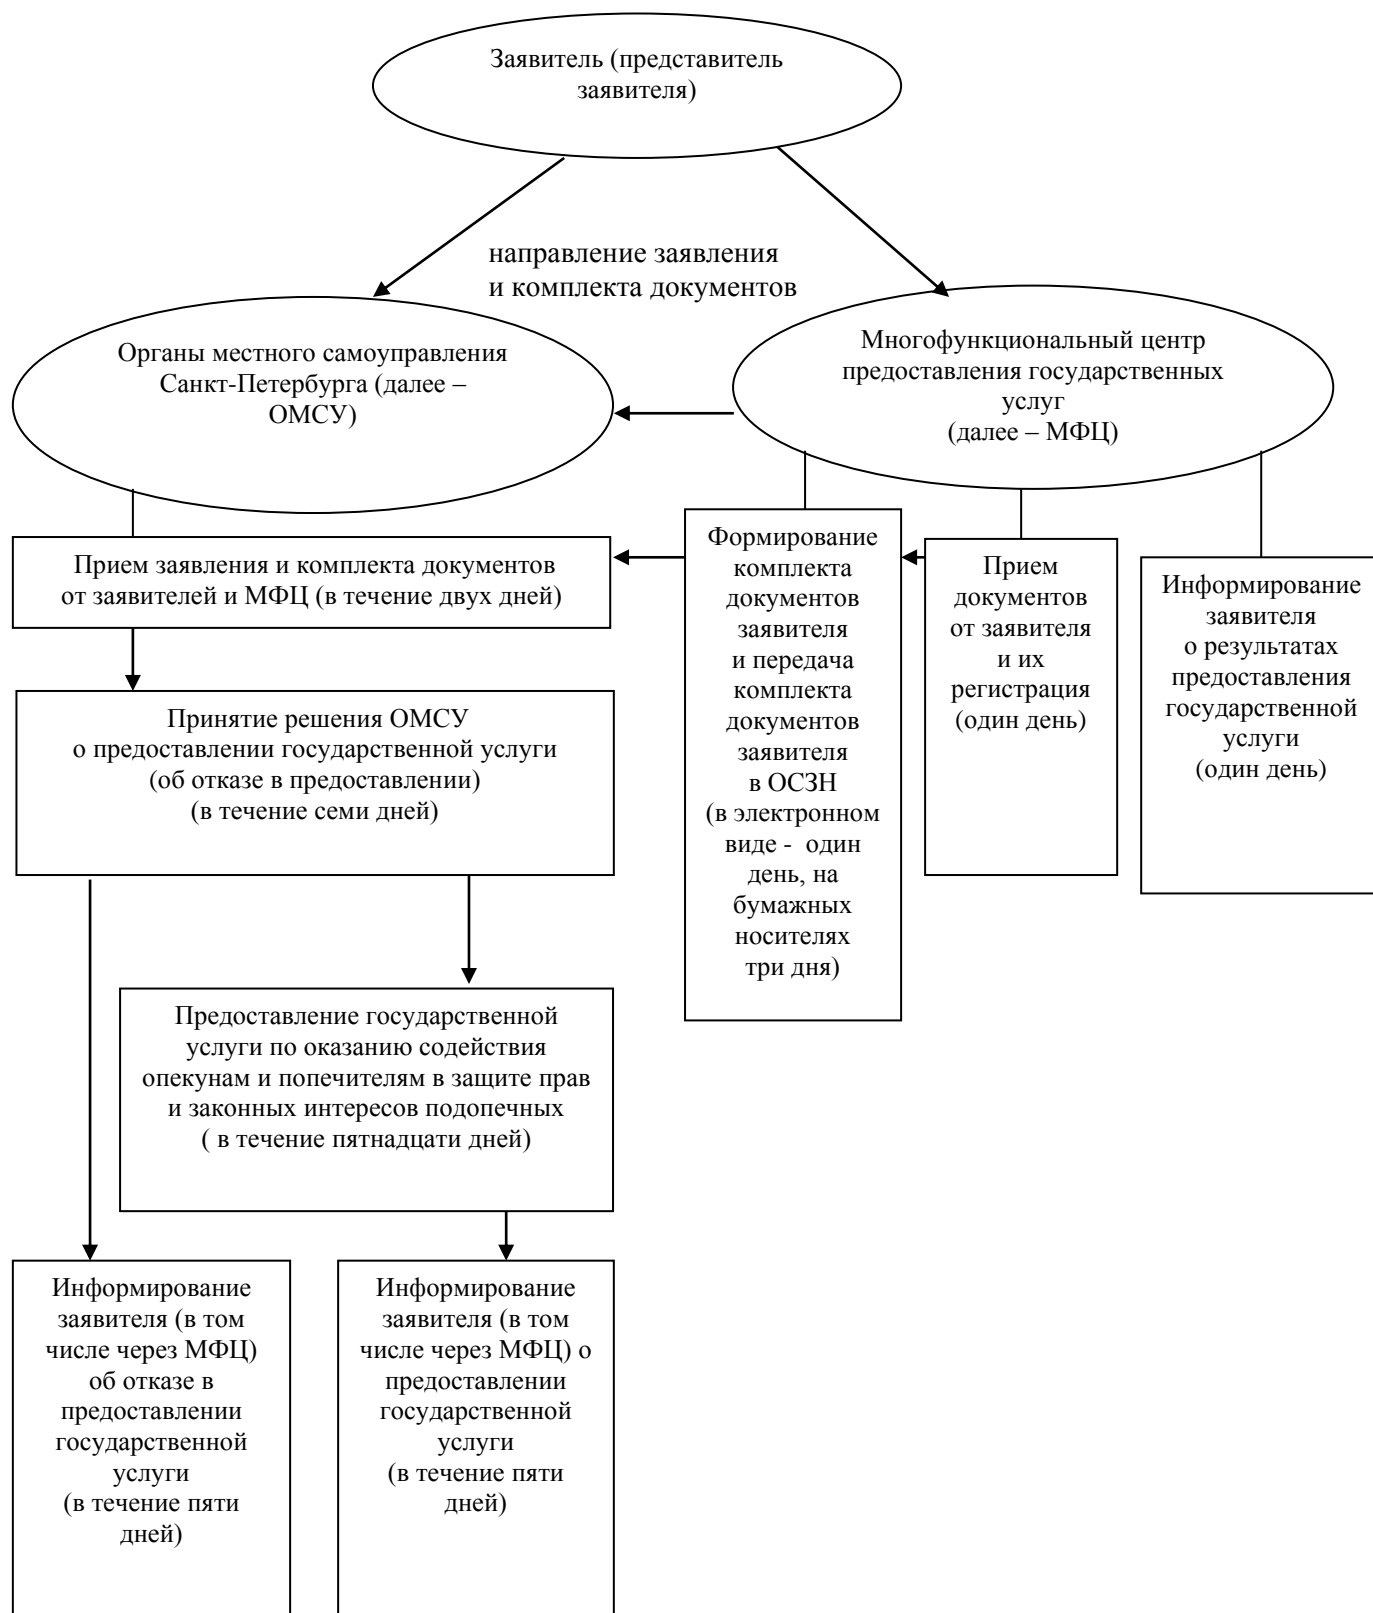 Заявитель (представитель
заявителя)
направление заявления
и комплекта документов
Органы местного самоуправления
Санкт-Петербурга (далее –
ОМСУ)
Многофункциональный центр
предоставления государственных
услуг
(далее – МФЦ)
Прием заявления и комплекта документов
от заявителей и МФЦ (в течение двух дней)
Формирование
комплекта
документов
заявителя
и передача
комплекта
документов
заявителя
в ОСЗН
(в электронном
виде - один
день, на
бумажных
носителях
три дня)
Прием
документов
от заявителя
и их
регистрация
(один день)
Информирование
заявителя
о результатах
предоставления
государственной
услуги
(один день)
Принятие решения ОМСУ
о предоставлении государственной услуги
(об отказе в предоставлении)
(в течение семи дней)
Предоставление государственной
услуги по оказанию содействия
опекунам и попечителям в защите прав
и законных интересов подопечных
( в течение пятнадцати дней)
Информирование
заявителя (в том
числе через МФЦ)
об отказе в
предоставлении
государственной
услуги
(в течение пяти
дней)
Информирование
заявителя (в том
числе через МФЦ) о
предоставлении
государственной
услуги
(в течение пяти
дней)